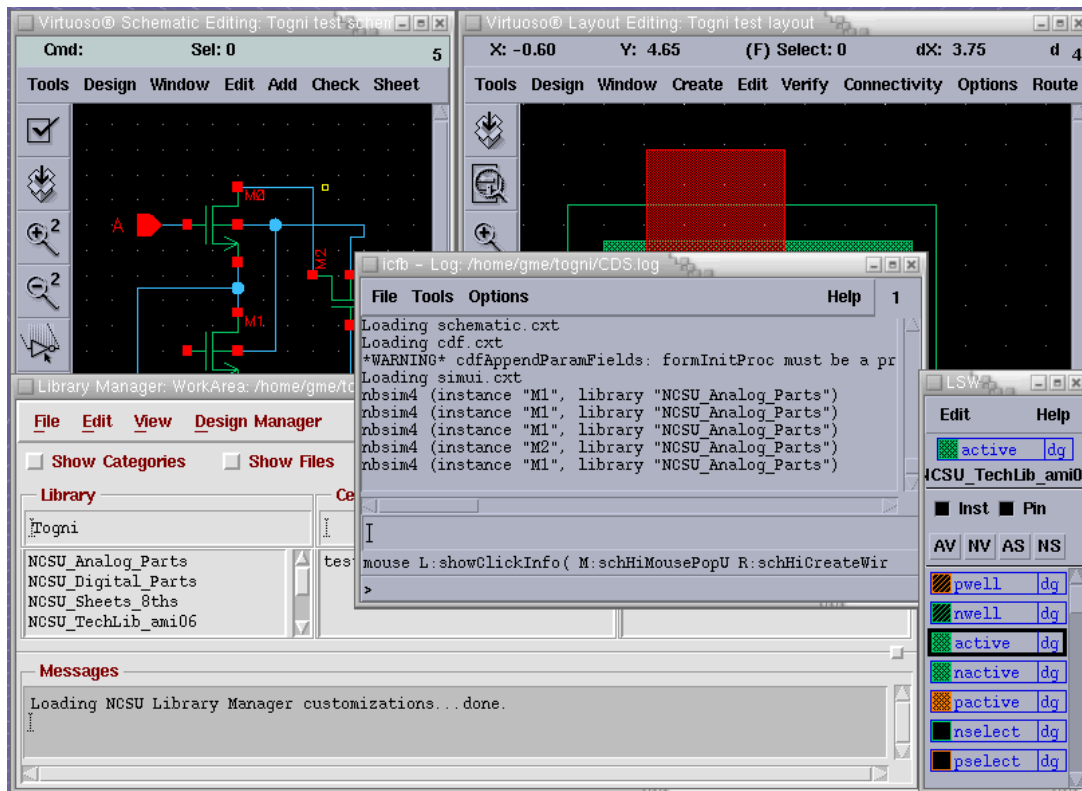 Virtuoso® Schematic Editing: Togni test schem
Cmd: Sel: 0 5
Tools Design Window Edit Add Check Sheet
2
2
A
M0
M1
M2
Virtuoso® Layout Editing: Togni test layout
X: -0.60 Y: 4.65 (F) Select: 0 dX: 3.75 d 4
Tools Design Window Create Edit Verify Connectivity Options Route
icfb - Log: /home/gme/togni/CDS.log
File Tools Options Help 1
Loading schematic.cxt
Loading cdf.cxt
*WARNING* cdfAppendParamFields: formInitProc must be a pr
Loading simui.cxt
nbsim4 (instance "M1", library "NCSU_Analog_Parts")
nbsim4 (instance "M1", library "NCSU_Analog_Parts")
nbsim4 (instance "M1", library "NCSU_Analog_Parts")
nbsim4 (instance "M2", library "NCSU_Analog_Parts")
nbsim4 (instance "M1", library "NCSU_Analog_Parts")
mouse L:showClickInfo( M:schHiMousePopU R:schHiCreateWir
>
Library Manager: WorkArea: /home/gme/to
File Edit View Design Manager
Show Categories Show Files
Library
Ce
Togni
NCSU_Analog_Parts
NCSU_Digital_Parts
NCSU_Sheets_8ths
NCSU_TechLib_ami06
test
Messages
Loading NCSU Library Manager customizations...done.
LSW
Edit Help
active dg
NCSU_TechLib_ami0
Inst Pin
AV NV AS NS
pwell dg
nwell dg
active dg
nactive dg
pactive dg
nselect dg
pselect dg